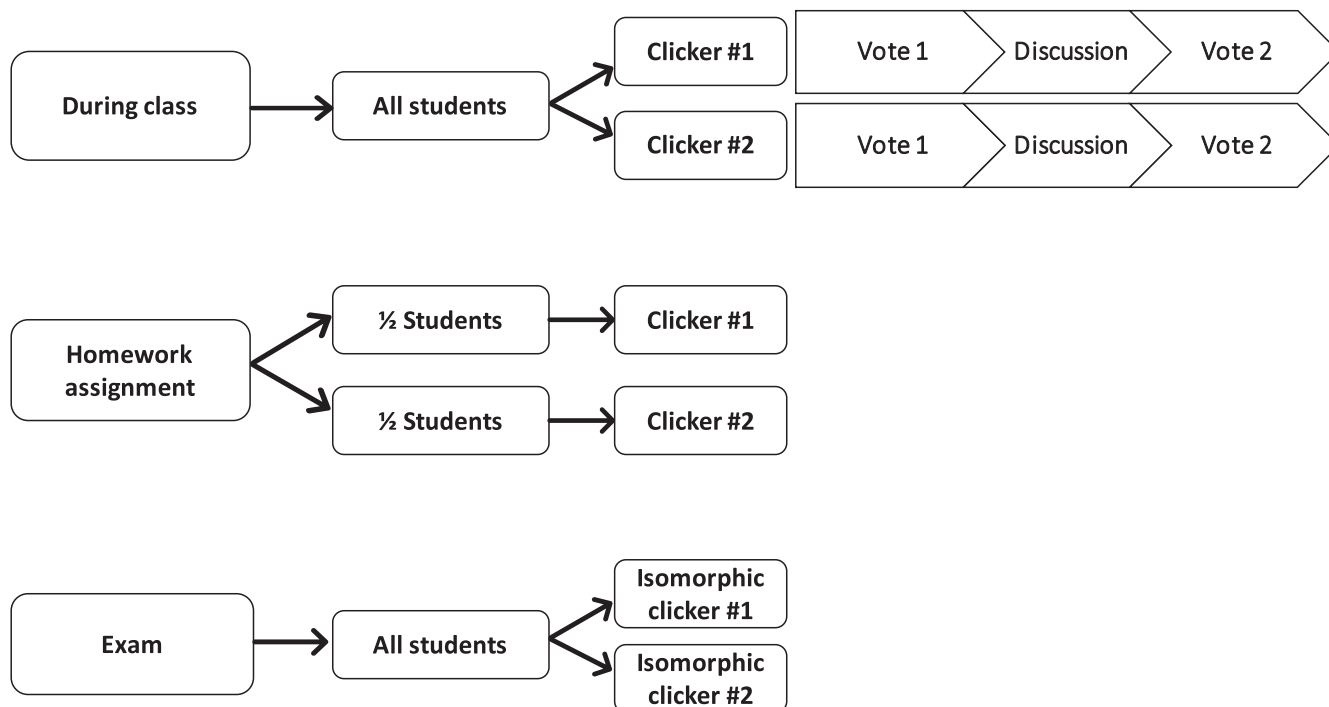 During class
All students
Clicker #1
Vote 1
Discussion
Vote 2
Clicker #2
Vote 1
Discussion
Vote 2
Homework
assignment
½ Students
Clicker #1
½ Students
Clicker #2
Exam
All students
Isomorphic
clicker #1
Isomorphic
clicker #2